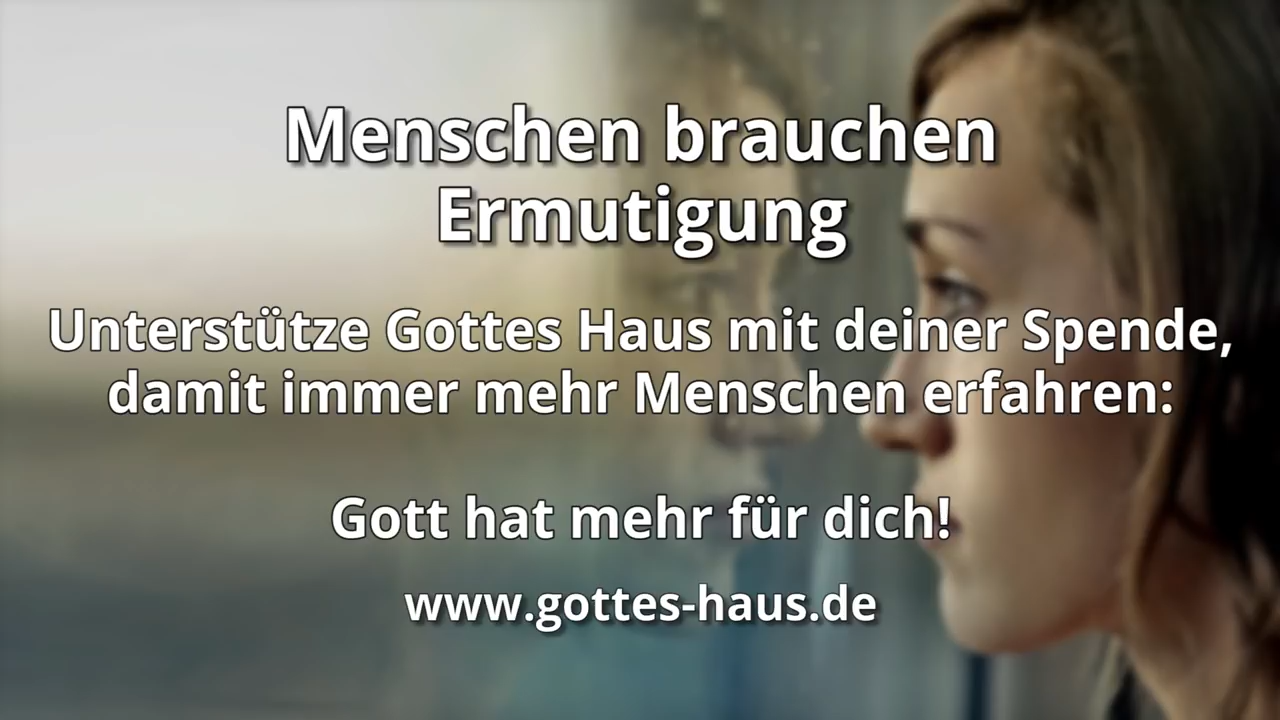 Menschen brauchen
Ermutigung
Unterstütze Gottes Haus mit deiner Spende,
damit immer mehr Menschen erfahren:
Gott hat mehr für dich!
www.gottes-haus.de